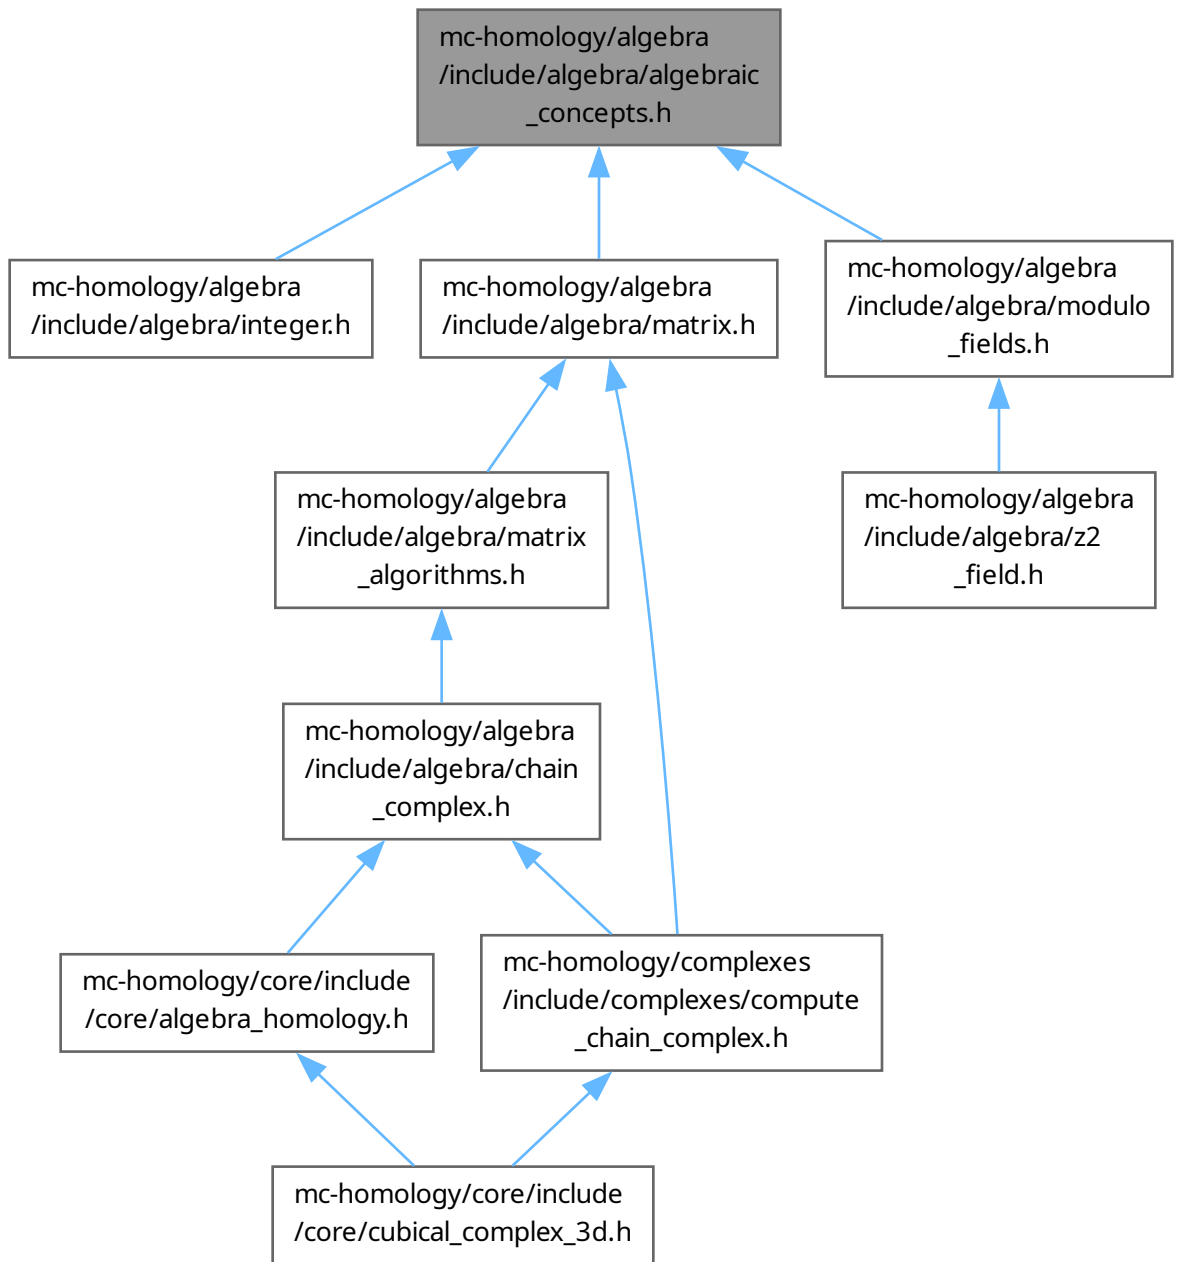 mc-homology/algebra
/include/algebra/algebraic
_concepts.h
mc-homology/algebra
/include/algebra/integer.h
mc-homology/algebra
/include/algebra/matrix.h
mc-homology/algebra
/include/algebra/modulo
_fields.h
mc-homology/algebra
/include/algebra/matrix
_algorithms.h
mc-homology/algebra
/include/algebra/z2
_field.h
mc-homology/algebra
/include/algebra/chain
_complex.h
mc-homology/core/include
/core/algebra_homology.h
mc-homology/complexes
/include/complexes/compute
_chain_complex.h
mc-homology/core/include
/core/cubical_complex_3d.h